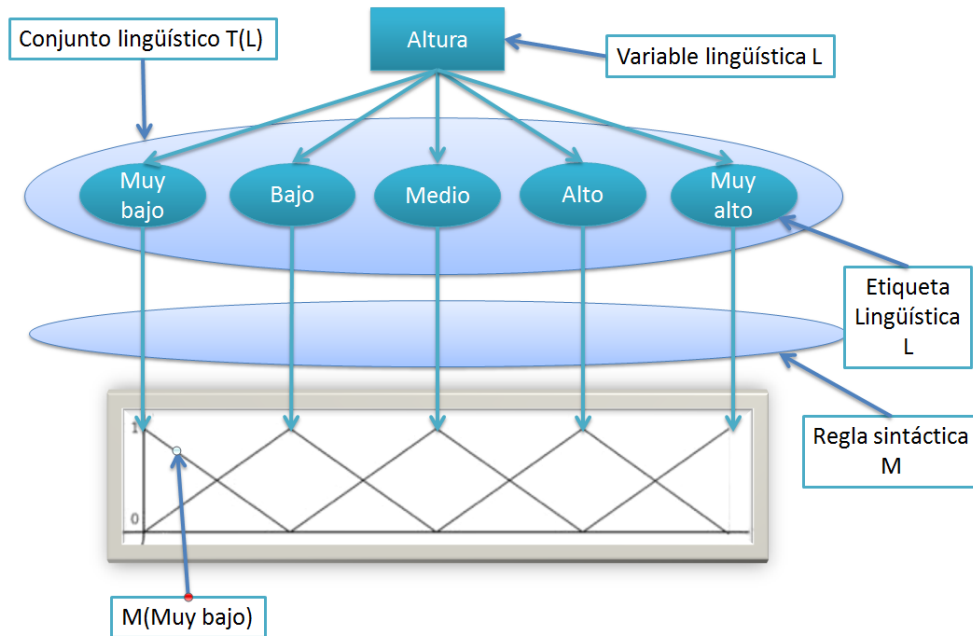 Conjunto lingüístico T(L)
Altura
Variable lingüística L
Muy
bajo
Bajo
Medio
Alto
Muy
alto
Etiqueta
Lingüística
L
Regla sintáctica
M
1
0
M(Muy bajo)